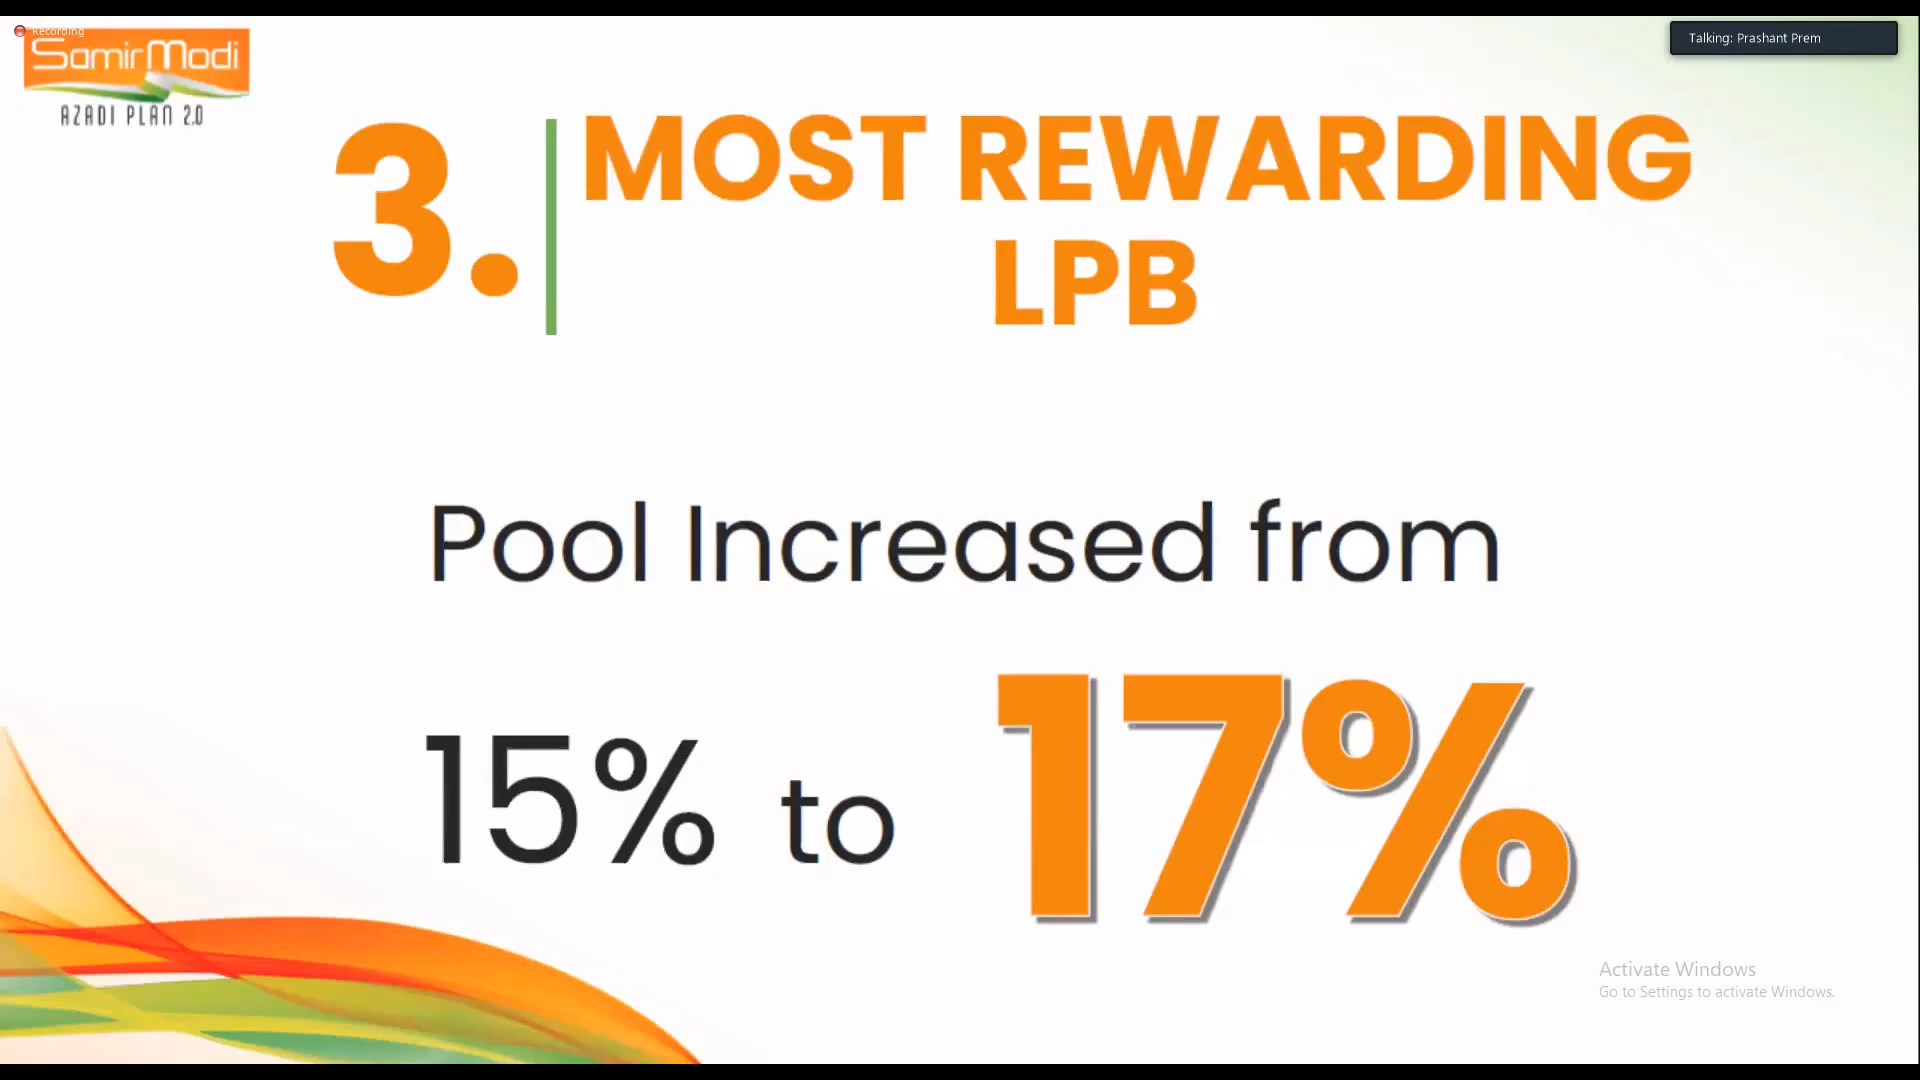 Recording
SamirModi
AZADI PLAN 2.0
Talking: Prashant Prem
3.
MOST REWARDING
LPB
Pool Increased from
15% to 17%
Activate Windows
Go to Settings to activate Windows.